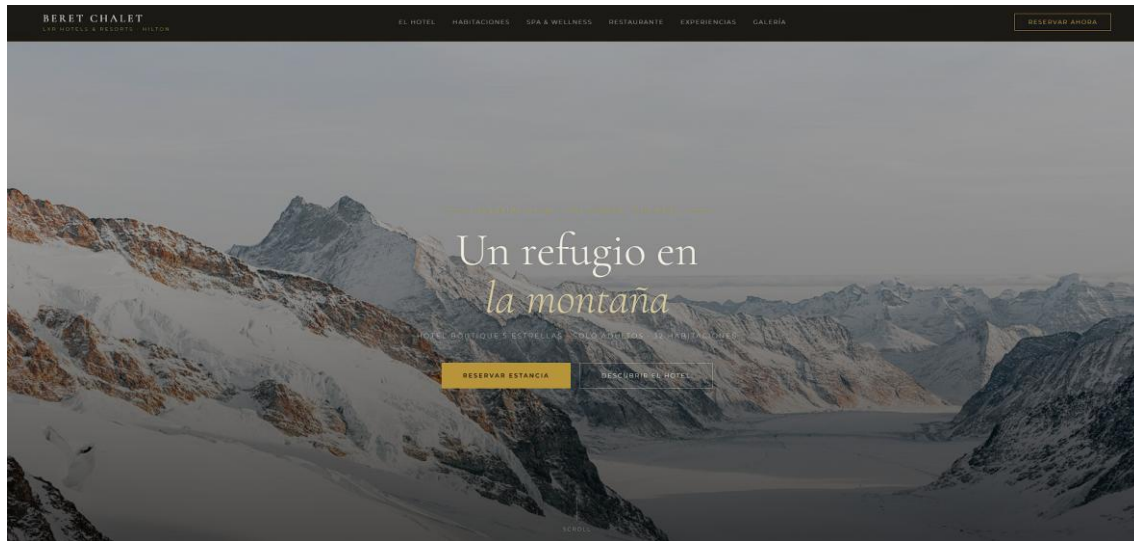 BERET CHALET
LXR HOTELS & RESORTS · HILTON
EL HOTEL HABITACIONES SPA & WELLNESS RESTAURANTE EXPERIENCIAS GALERÍA
RESERVAR AHORA
Un refugio en
la montaña
HOTEL BOUTIQUE 5 ESTRELLAS · SOLO ADULTOS · HABITACIONES
RESERVAR ESTANCIA
DESCUBRIR EL HOTEL
SCROLL